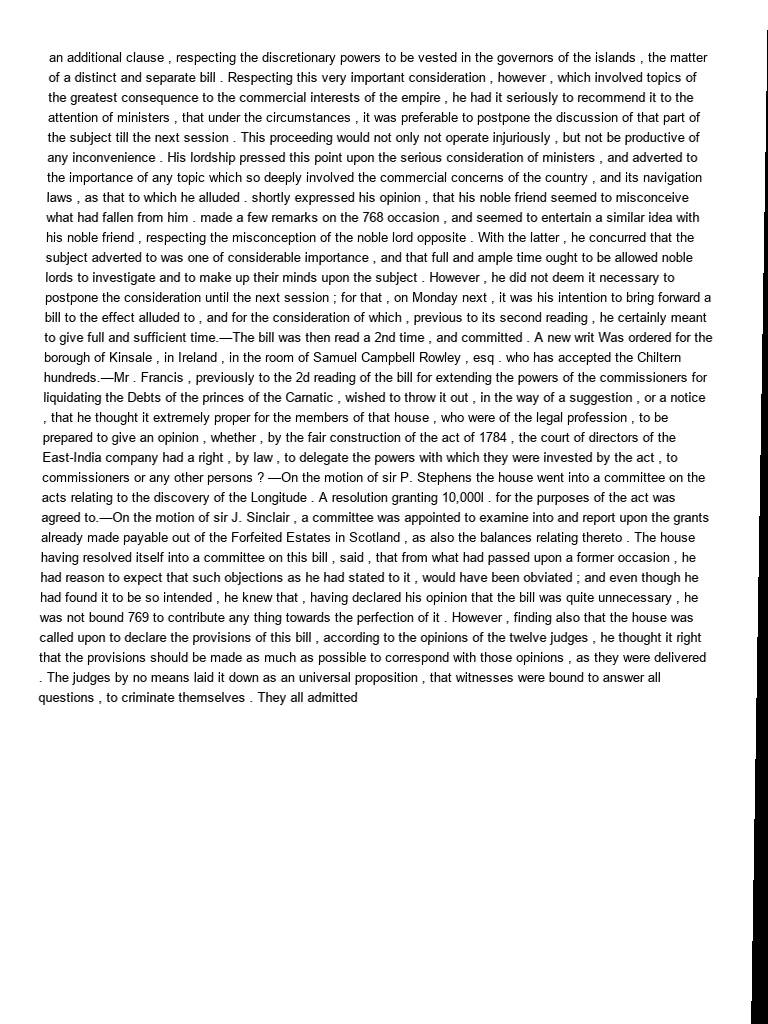 an additional clause , respecting the discretionary powers to be vested in the governors of the islands , the matter
of a distinct and separate bill . Respecting this very important consideration , however , which involved topics of
the greatest consequence to the commercial interests of the empire , he had it seriously to recommend it to the
attention of ministers , that under the circumstances , it was preferable to postpone the discussion of that part of
the subject till the next session . This proceeding would not only not operate injuriously , but not be productive of
any inconvenience . His lordship pressed this point upon the serious consideration of ministers , and adverted to
the importance of any topic which so deeply involved the commercial concerns of the country , and its navigation
laws , as that to which he alluded . shortly expressed his opinion , that his noble friend seemed to misconceive
what had fallen from him . made a few remarks on the 768 occasion , and seemed to entertain a similar idea with
his noble friend , respecting the misconception of the noble lord opposite . With the latter , he concurred that the
subject adverted to was one of considerable importance , and that full and ample time ought to be allowed noble
lords to investigate and to make up their minds upon the subject . However , he did not deem it necessary to
postpone the consideration until the next session ; for that , on Monday next , it was his intention to bring forward a
bill to the effect alluded to , and for the consideration of which , previous to its second reading , he certainly meant
to give full and sufficient time.—The bill was then read a 2nd time , and committed . A new writ Was ordered for the
borough of Kinsale , in Ireland , in the room of Samuel Campbell Rowley , esq . who has accepted the Chiltern
hundreds.—Mr . Francis , previously to the 2d reading of the bill for extending the powers of the commissioners for
liquidating the Debts of the princes of the Carnatic , wished to throw it out , in the way of a suggestion , or a notice
, that he thought it extremely proper for the members of that house , who were of the legal profession , to be
prepared to give an opinion , whether , by the fair construction of the act of 1784 , the court of directors of the
East-India company had a right , by law , to delegate the powers with which they were invested by the act , to
commissioners or any other persons ? —On the motion of sir P. Stephens the house went into a committee on the
acts relating to the discovery of the Longitude . A resolution granting 10,000l . for the purposes of the act was
agreed to.—On the motion of sir J. Sinclair , a committee was appointed to examine into and report upon the grants
already made payable out of the Forfeited Estates in Scotland , as also the balances relating thereto . The house
having resolved itself into a committee on this bill , said , that from what had passed upon a former occasion , he
had reason to expect that such objections as he had stated to it , would have been obviated ; and even though he
had found it to be so intended , he knew that , having declared his opinion that the bill was quite unnecessary , he
was not bound 769 to contribute any thing towards the perfection of it . However , finding also that the house was
called upon to declare the provisions of this bill , according to the opinions of the twelve judges , he thought it right
that the provisions should be made as much as possible to correspond with those opinions , as they were delivered
. The judges by no means laid it down as an universal proposition , that witnesses were bound to answer all
questions , to criminate themselves . They all admitted